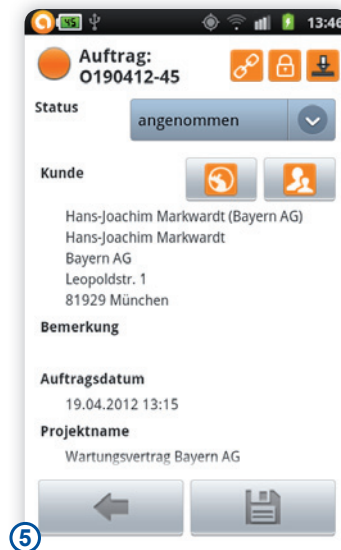 45 13:46
Auftrag:
O190412-45
Status
angenommen
Kunde
Hans-Joachim Markwardt (Bayern AG)
Hans-Joachim Markwardt
Bayern AG
Leopoldstr. 1
81929 München
Bemerkung
Auftragsdatum
19.04.2012 13:15
Projektname
Wartungsvertrag Bayern AG
5